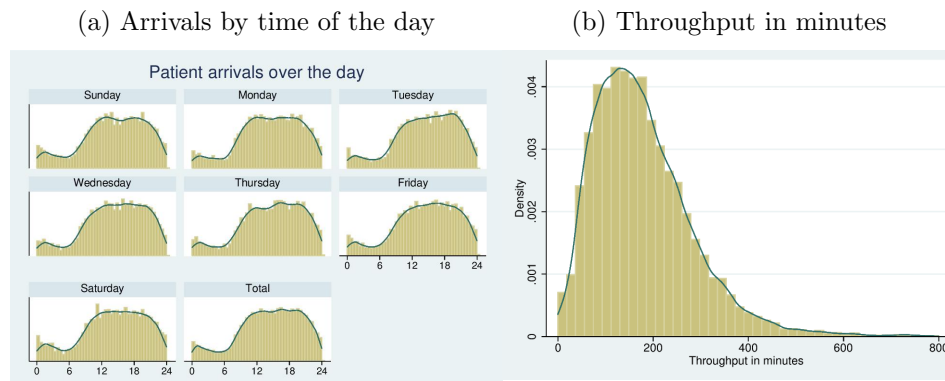 (a) Arrivals by time of the day
(b) Throughput in minutes
Patient arrivals over the day
Sunday
Monday
Tuesday
Wednesday
Thursday
Friday
0 6 12 18 24
Saturday
Total
0 6 12 18 24
0 6 12 18 24
Density
.004
.003
.002
.001
0
0 200 400 600 800
Throughput in minutes